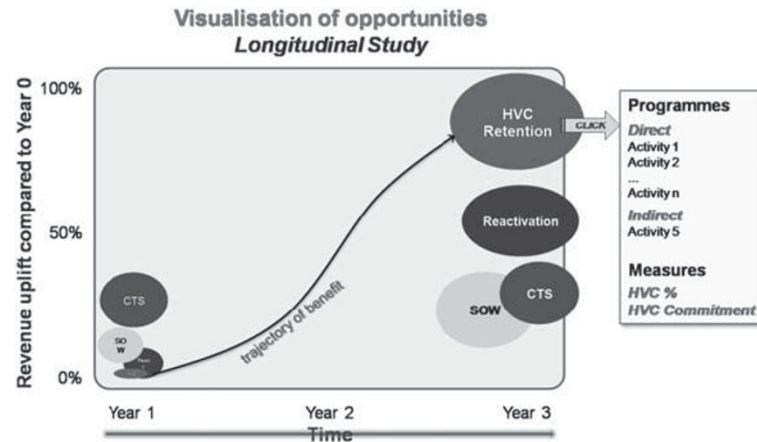 Visualisation of opportunities
Longitudinal Study
Revenue uplift compared to Year 0
100%
50%
0%
HVC
Retention
CLICK
Reactivation
SOW
CTS
CTS
SO
W
trajectory of benefit
Year 1
Year 2
Year 3
Time
Programmes
Direct
Activity 1
Activity 2
...
Activity n
Indirect
Activity 5
Measures
HVC %
HVC Commitment